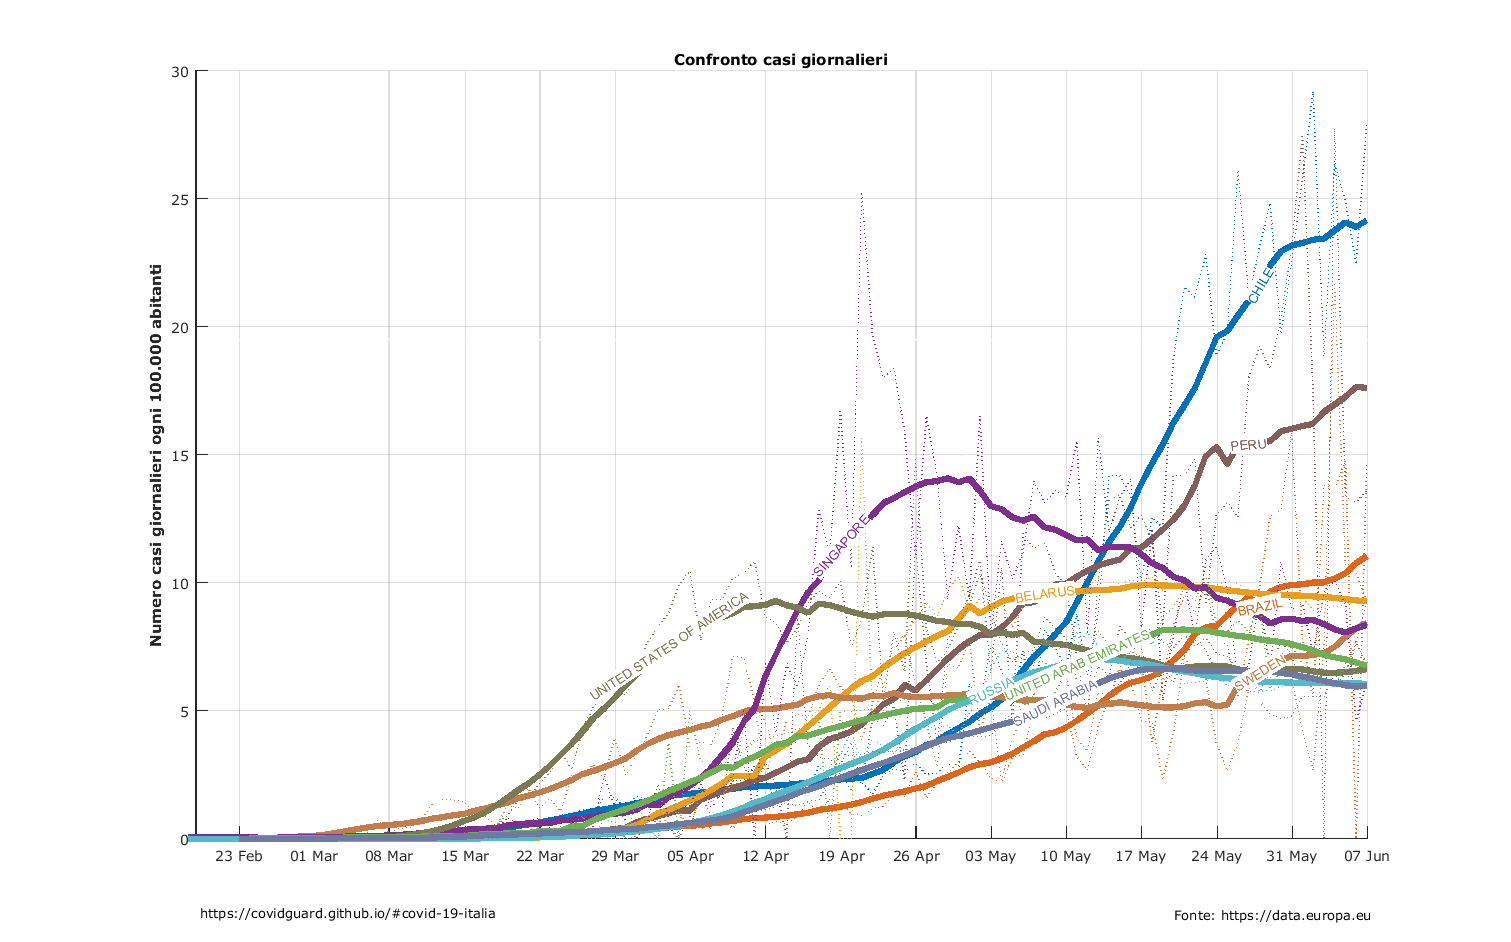 Confronto casi giornalieri
Numero casi giornalieri ogni 100.000 abitanti
30
25
20
15
10
5
0
CHILE
PERU
SINGAPORE
BELARUS
BRAZIL
UNITED STATES OF AMERICA
UNITED ARAB EMIRATES
RUSSIA
SWEDEN
SAUDI ARABIA
23 Feb 01 Mar 08 Mar 15 Mar 22 Mar 29 Mar 05 Apr 12 Apr 19 Apr 26 Apr 03 May 10 May 17 May 24 May 31 May 07 Jun
https://covidguard.github.io/#covid-19-italia
Fonte: https://data.europa.eu